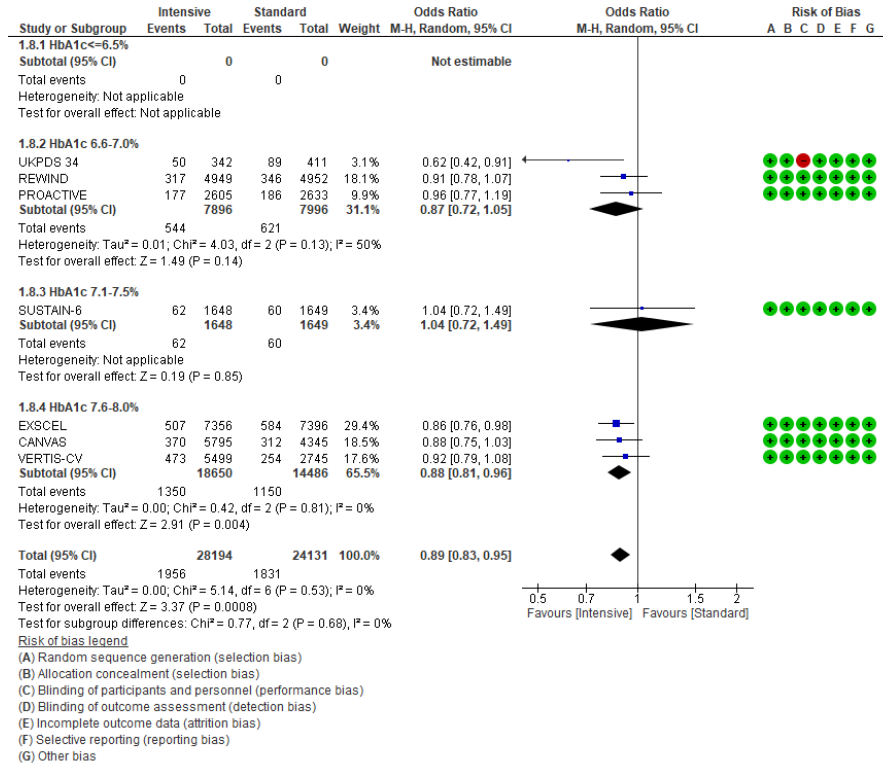 Intensive Standard Odds Ratio Odds Ratio Risk of Bias
Study or Subgroup Events Total Events Total Weight M-H, Random, 95% CI M-H, Random, 95% CI A B C D E F G
1.8.1 HbA1c<=6.5%
Subtotal (95% CI) 0 0 Not estimable
Total events 0 0
Heterogeneity: Not applicable
Test for overall effect: Not applicable
1.8.2 HbA1c 6.6-7.0%
UKPDS 34 50 342 89 411 3.1% 0.62 [0.42, 0.91] + + - + + + +
REWIND 317 4949 346 4952 18.1% 0.91 [0.78, 1.07] + + + + + + +
PROACTIVE 177 2605 186 2633 9.9% 0.96 [0.77, 1.19] + + + + + + +
Subtotal (95% CI) 7896 7996 31.1% 0.87 [0.72, 1.05]
Total events 544 621
Heterogeneity: Tau² = 0.01; Chi² = 4.03, df = 2 (P = 0.13); I² = 50%
Test for overall effect: Z = 1.49 (P = 0.14)
1.8.3 HbA1c 7.1-7.5%
SUSTAIN-6 62 1648 60 1649 3.4% 1.04 [0.72, 1.49] + + + + + + +
Subtotal (95% CI) 1648 1649 3.4% 1.04 [0.72, 1.49]
Total events 62 60
Heterogeneity: Not applicable
Test for overall effect: Z = 0.19 (P = 0.85)
1.8.4 HbA1c 7.6-8.0%
EXSCEL 507 7356 584 7396 29.4% 0.86 [0.76, 0.98] + + + + + + +
CANVAS 370 5795 312 4345 18.5% 0.88 [0.75, 1.03] + + + + + + +
VERTIS-CV 473 5499 254 2745 17.6% 0.92 [0.79, 1.08] + + + + + + +
Subtotal (95% CI) 18650 14486 65.5% 0.88 [0.81, 0.96]
Total events 1350 1150
Heterogeneity: Tau² = 0.00; Chi² = 0.42, df = 2 (P = 0.81); I² = 0%
Test for overall effect: Z = 2.91 (P = 0.004)
Total (95% CI) 28194 24131 100.0% 0.89 [0.83, 0.95]
Total events 1956 1831
Heterogeneity: Tau² = 0.00; Chi² = 5.14, df = 6 (P = 0.53); I² = 0%
Test for overall effect: Z = 3.37 (P = 0.0008)
Test for subgroup differences: Chi² = 0.77, df = 2 (P = 0.68), I² = 0%
0.5 0.7 1 1.5 2
Favours [Intensive] Favours [Standard]
Risk of bias legend
(A) Random sequence generation (selection bias)
(B) Allocation concealment (selection bias)
(C) Blinding of participants and personnel (performance bias)
(D) Blinding of outcome assessment (detection bias)
(E) Incomplete outcome data (attrition bias)
(F) Selective reporting (reporting bias)
(G) Other bias